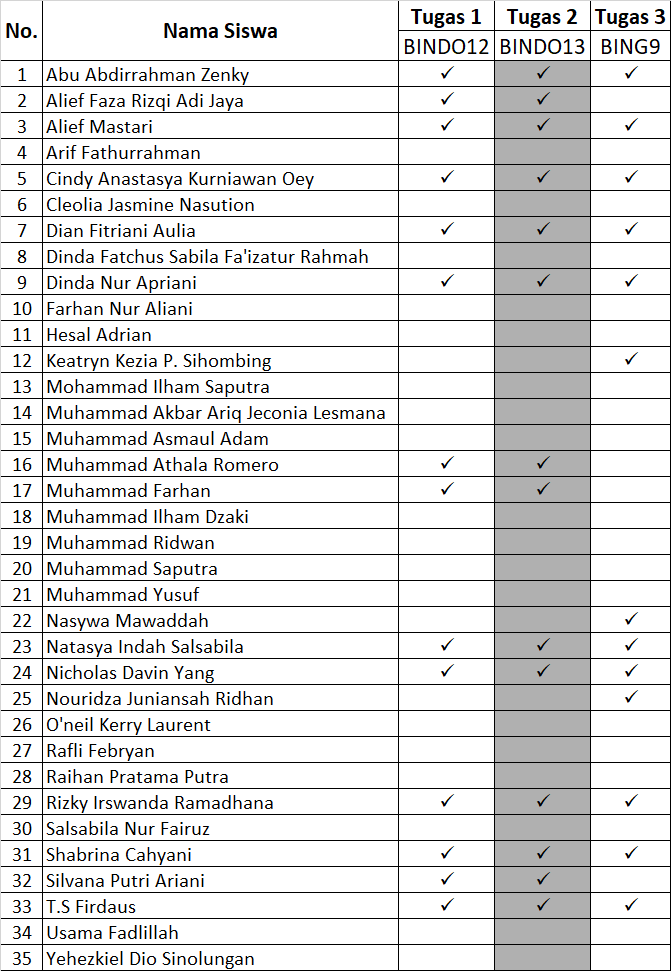 No. Nama Siswa Tugas 1 Tugas 2 Tugas 3
BINDO12 BINDO13 BING9
1 Abu Abdirrahman Zenky ✓ ✓ ✓
2 Alief Faza Rizqi Adi Jaya ✓ ✓
3 Alief Mastari ✓ ✓ ✓
4 Arif Fathurrahman
5 Cindy Anastasya Kurniawan Oey ✓ ✓ ✓
6 Cleolia Jasmine Nasution
7 Dian Fitriani Aulia ✓ ✓ ✓
8 Dinda Fatchus Sabila Fa'izatur Rahmah
9 Dinda Nur Apriani ✓ ✓ ✓
10 Farhan Nur Aliani
11 Hesal Adrian
12 Keatryn Kezia P. Sihombing ✓
13 Mohammad Ilham Saputra
14 Muhammad Akbar Ariq Jeconia Lesmana
15 Muhammad Asmaul Adam
16 Muhammad Athala Romero ✓ ✓
17 Muhammad Farhan ✓ ✓
18 Muhammad Ilham Dzaki
19 Muhammad Ridwan
20 Muhammad Saputra
21 Muhammad Yusuf
22 Nasywa Mawaddah ✓
23 Natasya Indah Salsabila ✓ ✓ ✓
24 Nicholas Davin Yang ✓ ✓ ✓
25 Nouridza Juniansah Ridhan ✓
26 O'neil Kerry Laurent
27 Rafli Febryan
28 Raihan Pratama Putra
29 Rizky Irswanda Ramadhana ✓ ✓ ✓
30 Salsabila Nur Fairuz
31 Shabrina Cahyani ✓ ✓ ✓
32 Silvana Putri Ariani ✓ ✓
33 T.S Firdaus ✓ ✓ ✓
34 Usama Fadlillah
35 Yehezkiel Dio Sinolungan